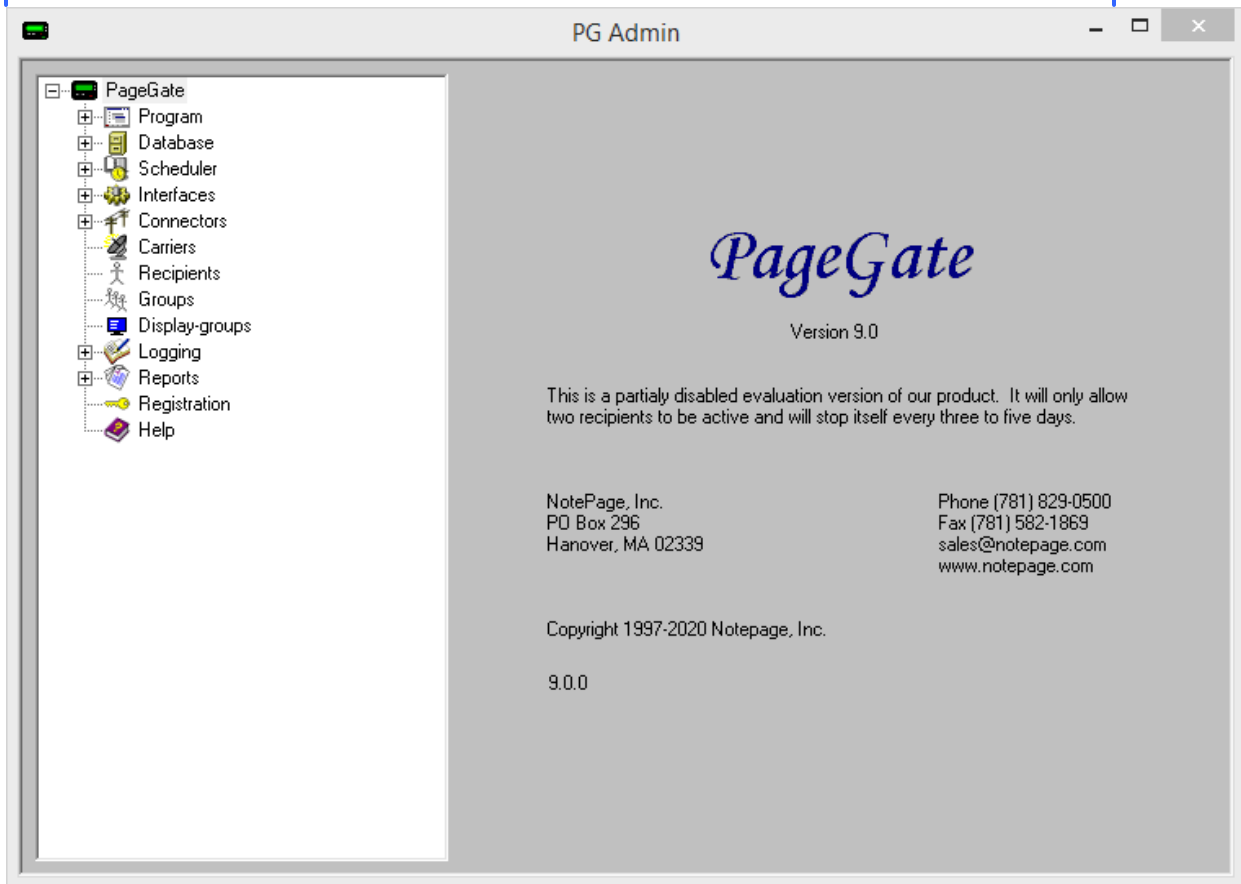 PG Admin
PageGate
Program
Database
Scheduler
Interfaces
Connectors
Carriers
Recipients
Groups
Display-groups
Logging
Reports
Registration
Help
PageGate
Version 9.0
This is a partialy disabled evaluation version of our product.  It will only allow
two recipients to be active and will stop itself every three to five days.
NotePage, Inc.
PO Box 296
Hanover, MA 02339
Phone (781) 829-0500
Fax (781) 582-1869
sales@notepage.com
www.notepage.com
Copyright 1997-2020 Notepage, Inc.
9.0.0